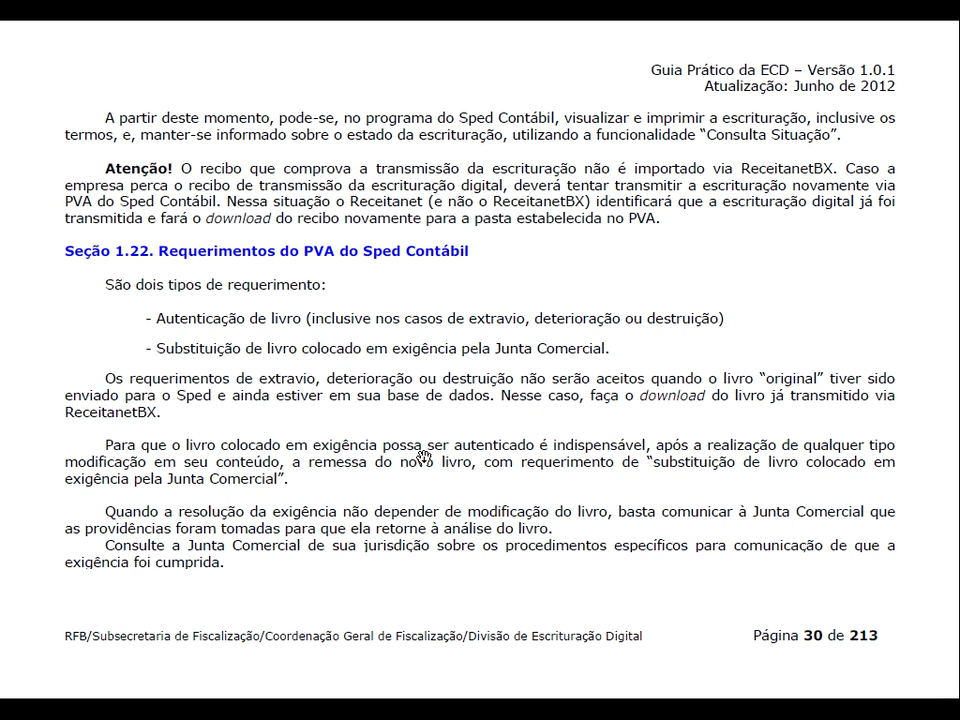 Guia Prático da ECD – Versão 1.0.1
Atualização: Junho de 2012
A partir deste momento, pode-se, no programa do Sped Contábil, visualizar e imprimir a escrituração, inclusive os
termos, e, manter-se informado sobre o estado da escrituração, utilizando a funcionalidade “Consulta Situação”.
Atenção! O recibo que comprova a transmissão da escrituração não é importado via ReceitanetBX. Caso a
empresa perca o recibo de transmissão da escrituração digital, deverá tentar transmitir a escrituração novamente via
PVA do Sped Contábil. Nessa situação o Receitanet (e não o ReceitanetBX) identificará que a escrituração digital já foi
transmitida e fará o download do recibo novamente para a pasta estabelecida no PVA.
Seção 1.22. Requerimentos do PVA do Sped Contábil
São dois tipos de requerimento:
- Autenticação de livro (inclusive nos casos de extravio, deterioração ou destruição)
- Substituição de livro colocado em exigência pela Junta Comercial.
Os requerimentos de extravio, deterioração ou destruição não serão aceitos quando o livro “original” tiver sido
enviado para o Sped e ainda estiver em sua base de dados. Nesse caso, faça o download do livro já transmitido via
ReceitanetBX.
Para que o livro colocado em exigência possa ser autenticado é indispensável, após a realização de qualquer tipo
modificação em seu conteúdo, a remessa do novo livro, com requerimento de “substituição de livro colocado em
exigência pela Junta Comercial”.
Quando a resolução da exigência não depender de modificação do livro, basta comunicar à Junta Comercial que
as providências foram tomadas para que ela retorne à análise do livro.
Consulte a Junta Comercial de sua jurisdição sobre os procedimentos específicos para comunicação de que a
exigência foi cumprida.
RFB/Subsecretaria de Fiscalização/Coordenação Geral de Fiscalização/Divisão de Escrituração Digital
Página 30 de 213